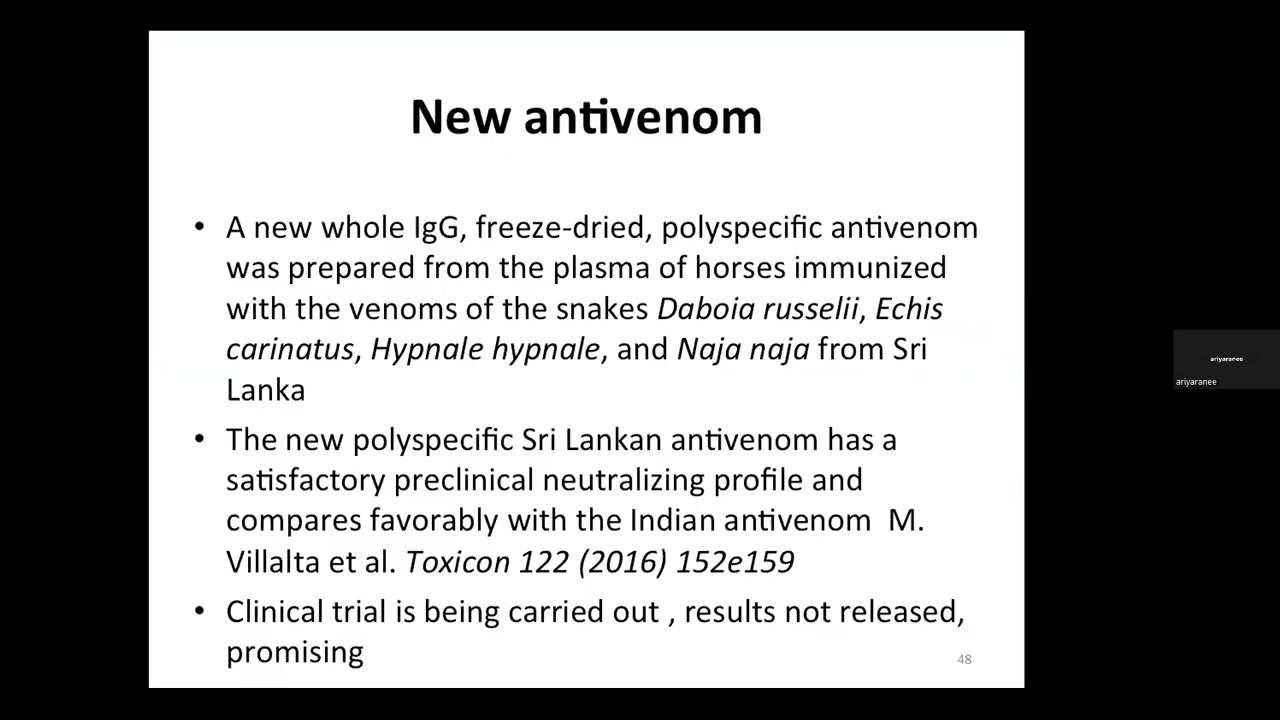 New antivenom
• A new whole IgG, freeze-dried, polyspecific antivenom
was prepared from the plasma of horses immunized
with the venoms of the snakes Daboia russelii, Echis
carinatus, Hypnale hypnale, and Naja naja from Sri
Lanka
• The new polyspecific Sri Lankan antivenom has a
satisfactory preclinical neutralizing profile and
compares favorably with the Indian antivenom  M.
Villalta et al. Toxicon 122 (2016) 152e159
• Clinical trial is being carried out , results not released,
promising
48
ariyaranee
ariyaranee